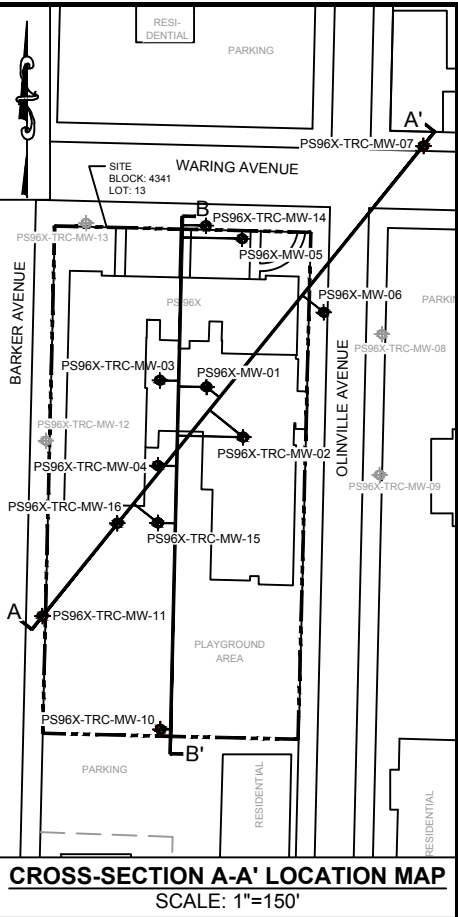 RESI-
DENTIAL
PARKING
A'
PS96X-TRC-MW-07
WARING AVENUE
SITE
BLOCK: 4341
LOT: 13
B
PS96X-TRC-MW-14
PS96X-TRC-MW-13
PS96X-TRC-MW-05
BARKER AVENUE
PS96X
PS96X-MW-06
PARKIN
OLINVILLE AVENUE
PS96X-TRC-MW-08
PS96X-TRC-MW-03
PS96X-MW-01
PS96X-TRC-MW-12
PS96X-TRC-MW-02
PS96X-TRC-MW-04
PS96X-TRC-MW-09
PS96X-TRC-MW-16
PS96X-TRC-MW-15
A
PS96X-TRC-MW-11
PLAYGROUND
AREA
PS96X-TRC-MW-10
B'
PARKING
RESIDENTIAL
RESIDENTIAL
CROSS-SECTION A-A' LOCATION MAP
SCALE: 1"=150'